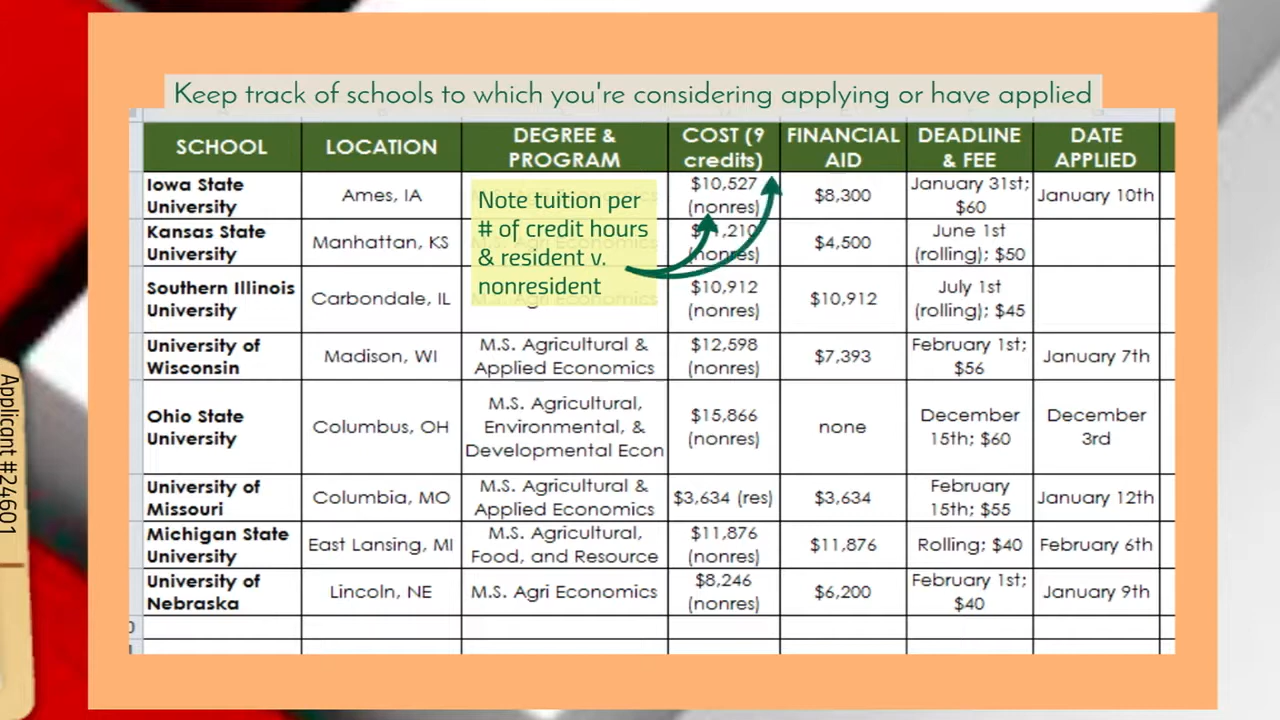 Keep track of schools to which you're considering applying or have applied
SCHOOL LOCATION DEGREE & PROGRAM COST (9 credits) FINANCIAL AID DEADLINE & FEE DATE APPLIED
Iowa State University Ames, IA $10,527 (nonres) $8,300 January 31st; $60 January 10th
Note tuition per
# of credit hours
& resident v.
nonresident
Kansas State University Manhattan, KS M.S. Agri Economics (nonres) $4,500 June 1st (rolling); $50
Southern Illinois University Carbondale, IL M.S. Agri Economics $10,912 (nonres) $10,912 July 1st (rolling); $45
University of Wisconsin Madison, WI M.S. Agricultural & Applied Economics $12,598 (nonres) $7,393 February 1st; $56 January 7th
Ohio State University Columbus, OH M.S. Agricultural, Environmental, & Developmental Econ $15,866 (nonres) none December 15th; $60 December 3rd
University of Missouri Columbia, MO M.S. Agricultural & Applied Economics $3,634 (res) $3,634 February 15th; $55 January 12th
Michigan State University East Lansing, MI M.S. Agricultural, Food, and Resource $11,876 (nonres) $11,876 Rolling; $40 February 6th
University of Nebraska Lincoln, NE M.S. Agri Economics $8,246 (nonres) $6,200 February 1st; $40 January 9th
Applicant #24601